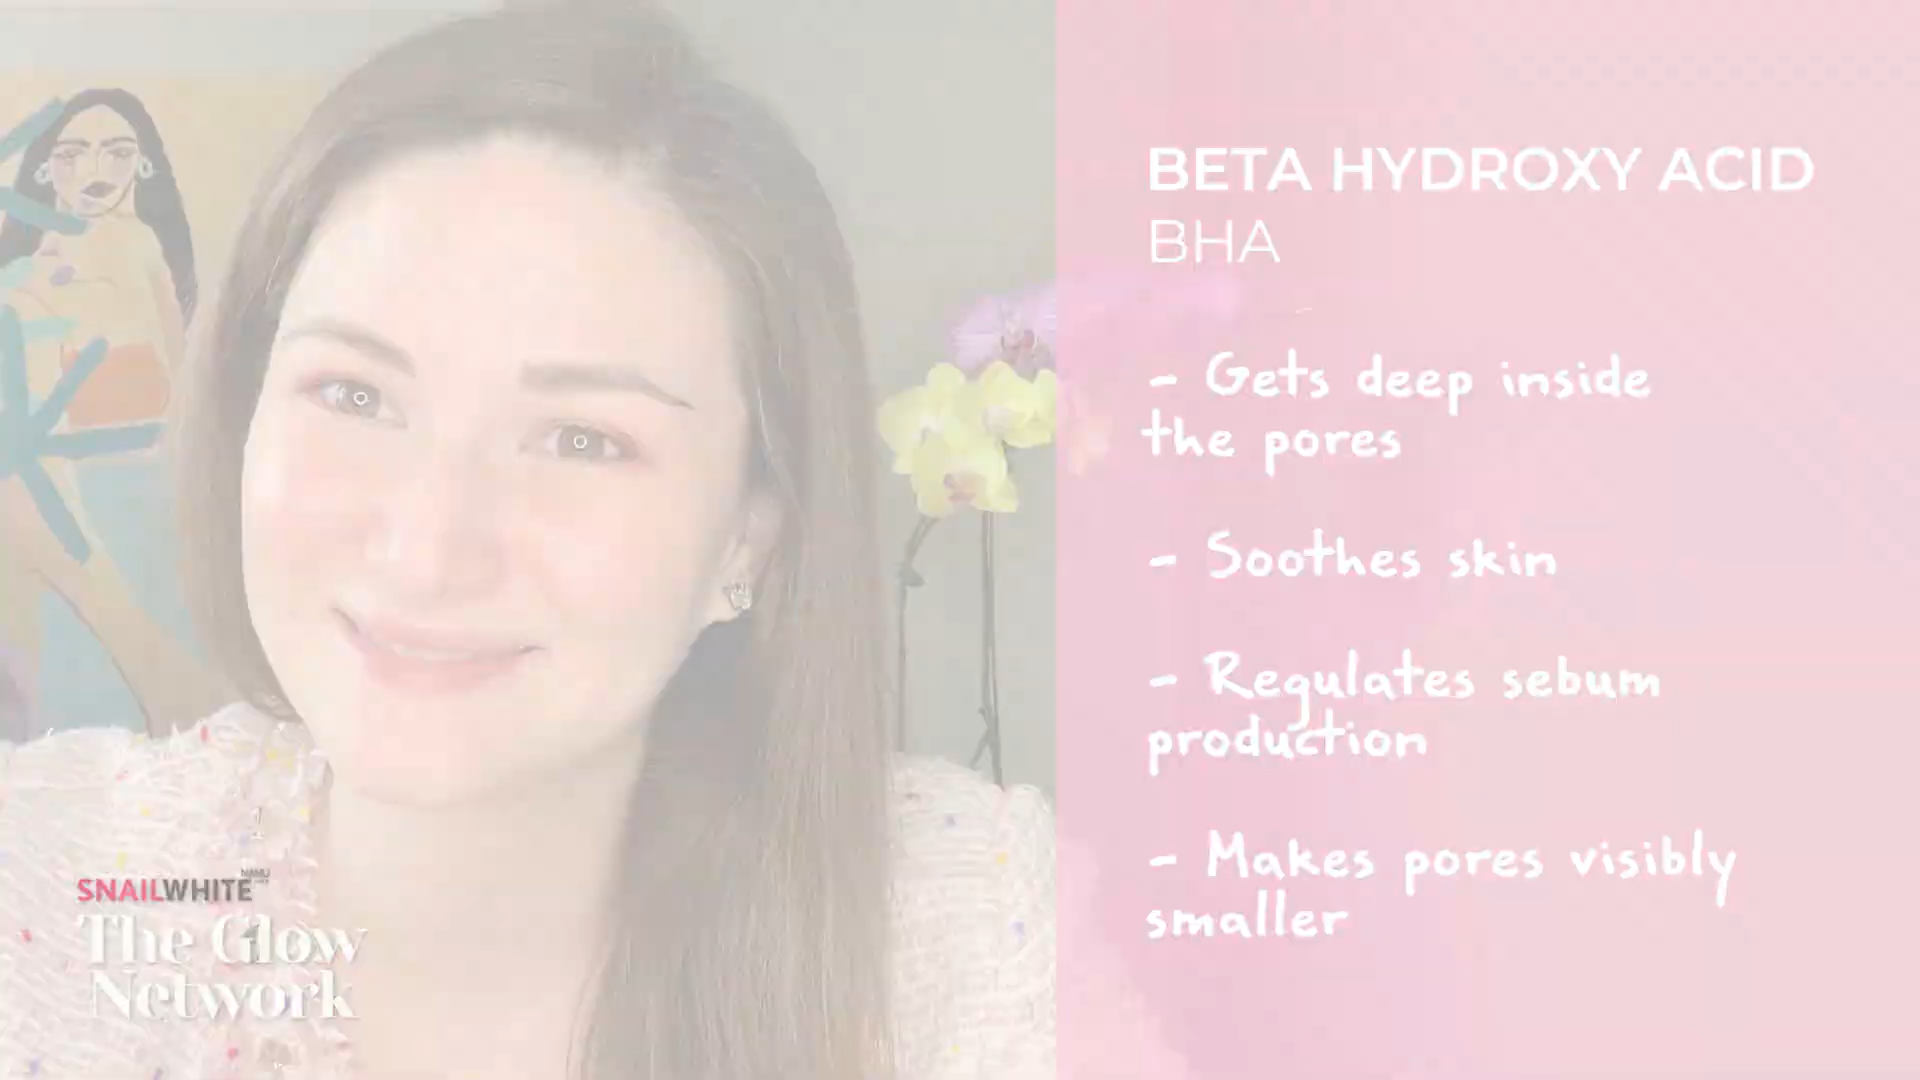 BETA HYDROXY ACID
BHA
- Gets deep inside
the pores
- Soothes skin
- Regulates sebum
production
- Makes pores visibly
smaller
NAMU
SNAILWHITE
The Glow
Network